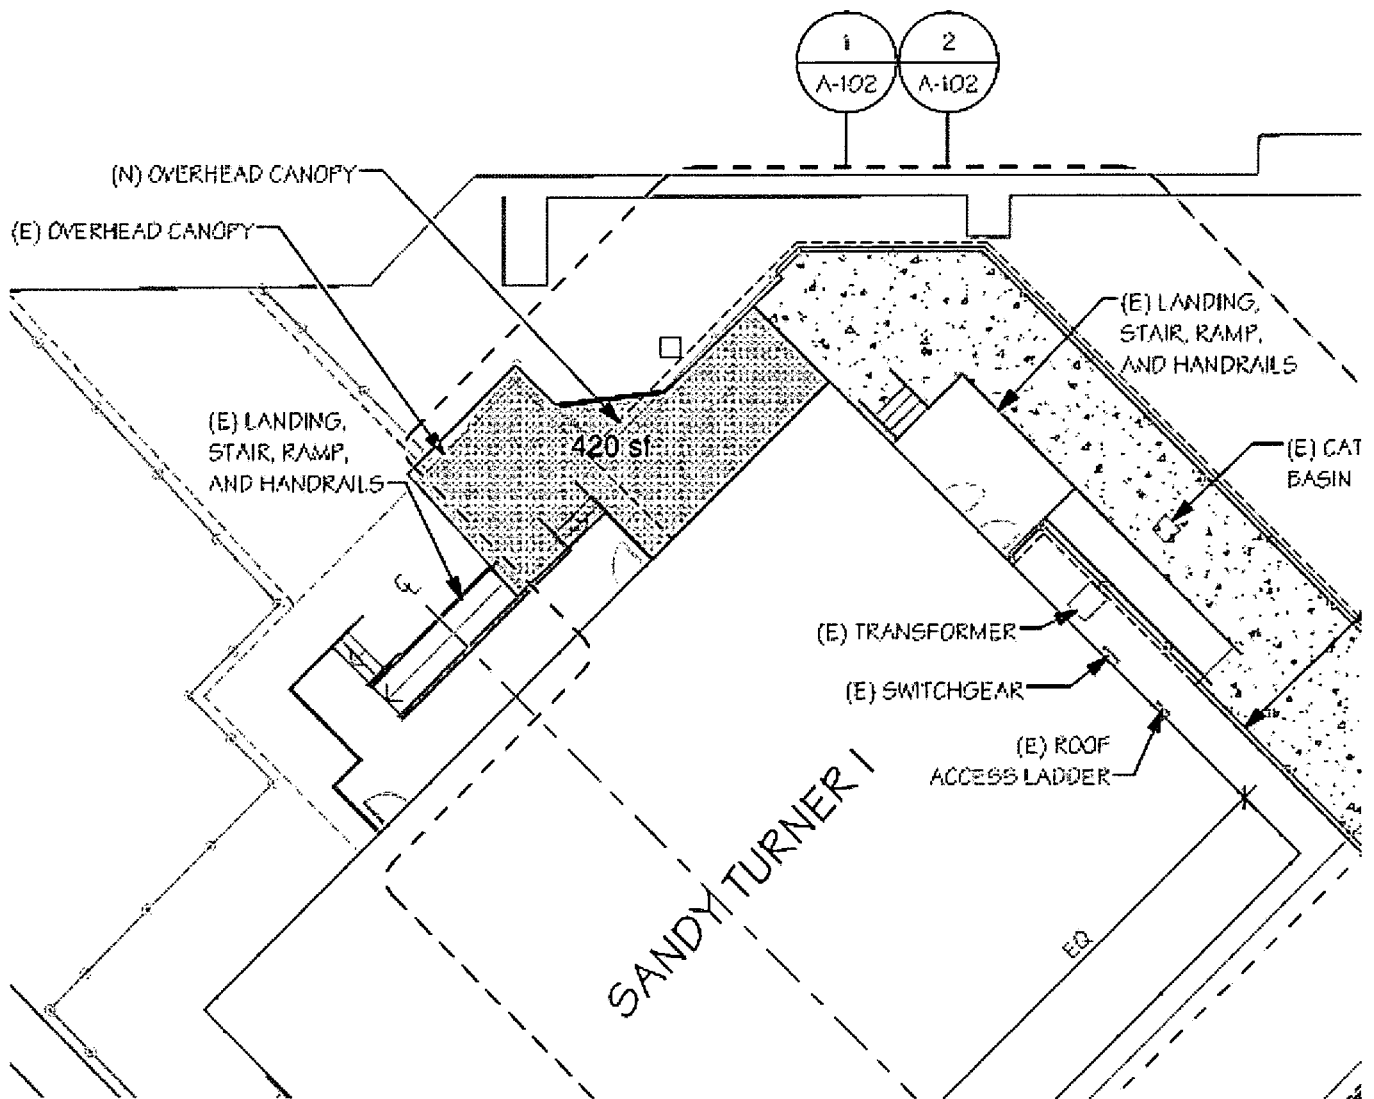 1
A-102
2
A-102
(N) OVERHEAD CANOPY
(E) OVERHEAD CANOPY
(E) LANDING,
STAIR, RAMP,
AND HANDRAILS
(E) LANDING,
STAIR, RAMP,
AND HANDRAILS
420 sf
(E) CAT
BASIN
(E) TRANSFORMER
(E) SWITCHGEAR
(E) ROOF
ACCESS LADDER
SANDY TURNER I
EQ